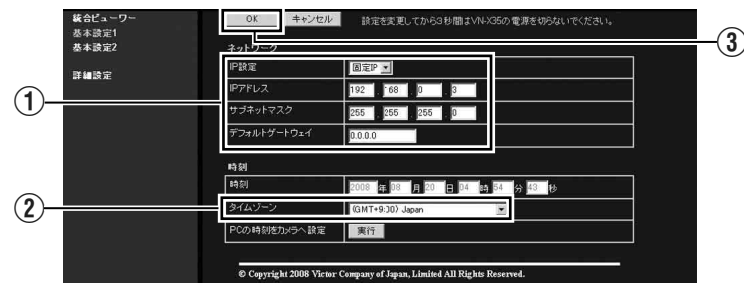 統合ビューワー
基本設定1
基本設定2
詳細設定
OK キャンセル 設定を変更してから3秒間はVN-X35の電源を切らないでください。
③
ネットワーク
①
IP設定 固定IP
IPアドレス 192 . 168 . 0 . 3
サブネットマスク 255 . 255 . 255 . 0
デフォルトゲートウェイ 0.0.0.0
時刻
時刻 2008 年 08 月 20 日 04 時 54 分 43 秒
②
タイムゾーン (GMT+9:00) Japan
PCの時刻をカメラへ設定 実行
© Copyright 2008 Victor Company of Japan, Limited All Rights Reserved.